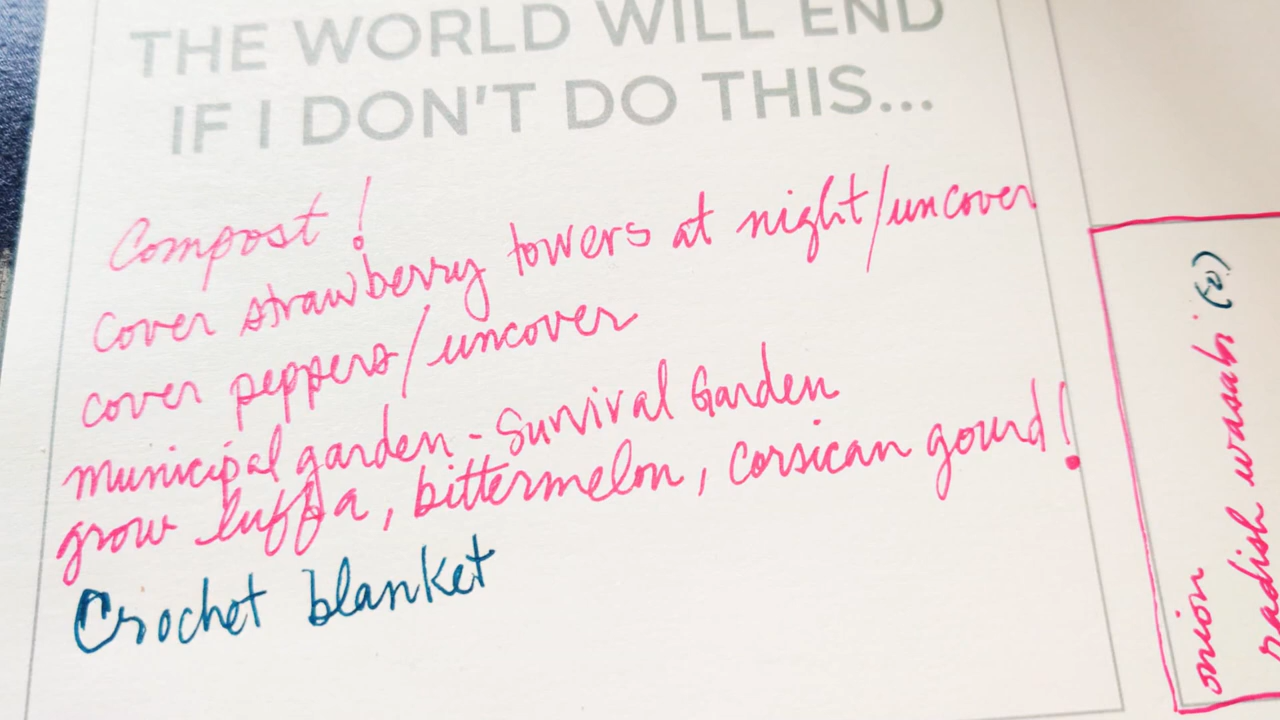 THE WORLD WILL END
IF I DON'T DO THIS...
Compost!
cover strawberry towers at night/uncover
cover peppers/uncover
municipal garden - Survival Garden
grow luffa, bittermelon, corsican gourd!
Crochet blanket
onion
radish wasabi (50)